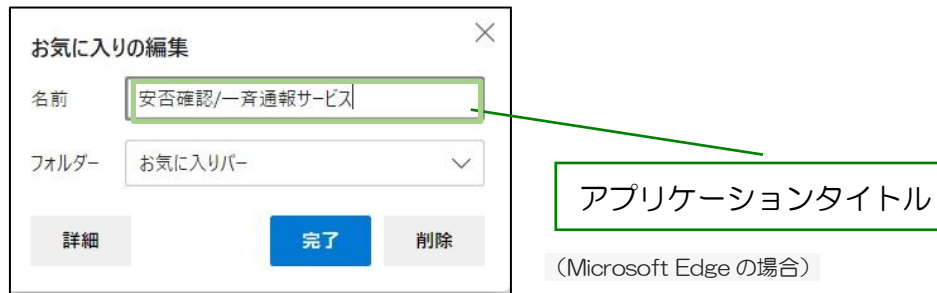 お気に入りの編集
名前
安否確認/一斉通報サービス
フォルダー
お気に入りバー
詳細
完了
削除
アプリケーションタイトル
（Microsoft Edge の場合）